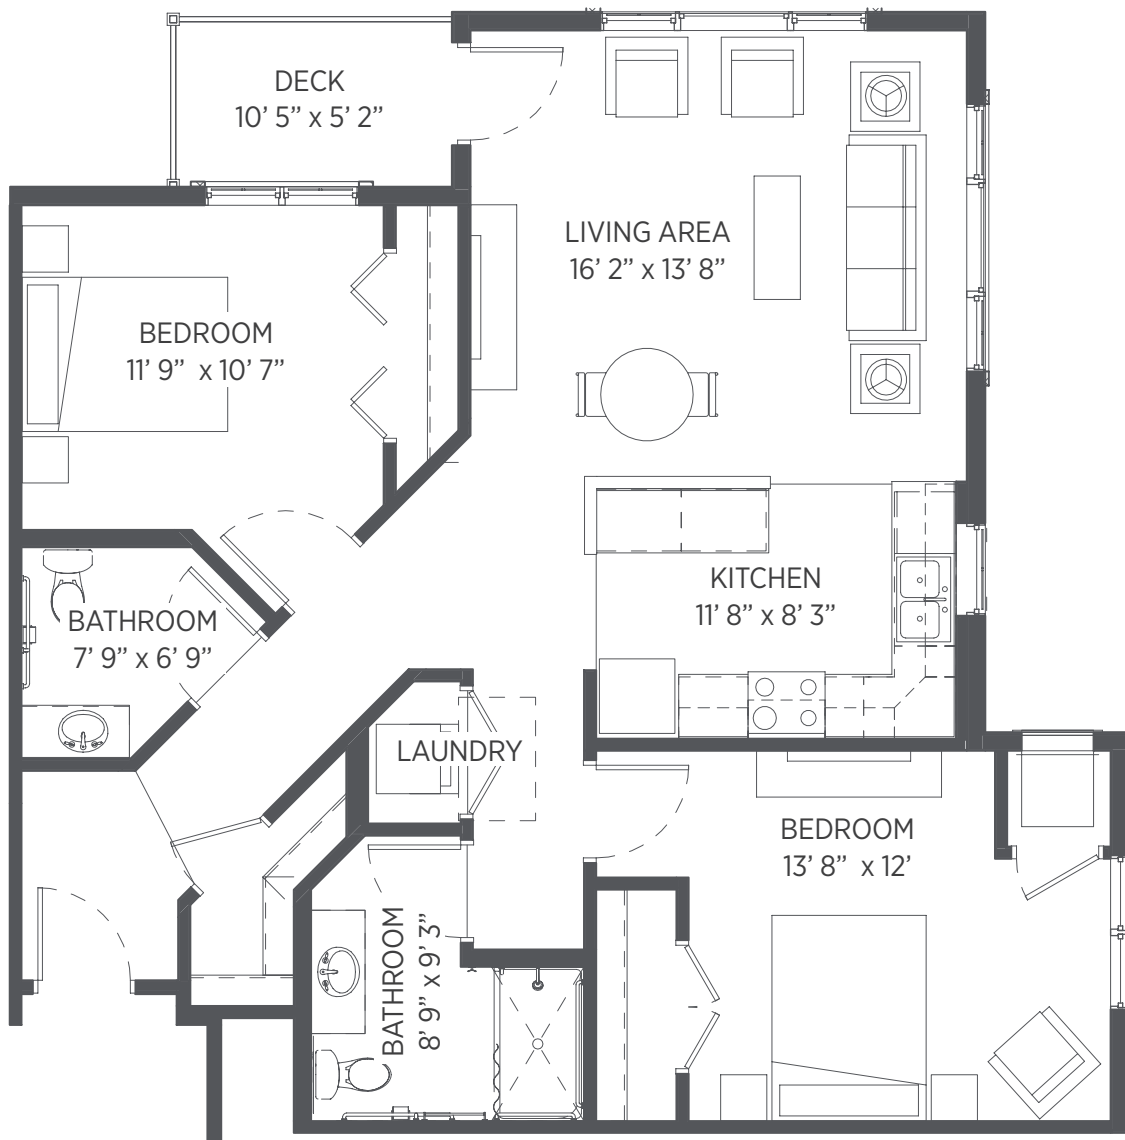 DECK
10’ 5” x 5’ 2”
LIVING AREA
16’ 2” x 13’ 8”
BEDROOM
11’ 9” x 10’ 7”
KITCHEN
11’ 8” x 8’ 3”
BATHROOM
7’ 9” x 6’ 9”
LAUNDRY
BEDROOM
13’ 8” x 12’
BATHROOM
8’ 9” x 9’ 3”